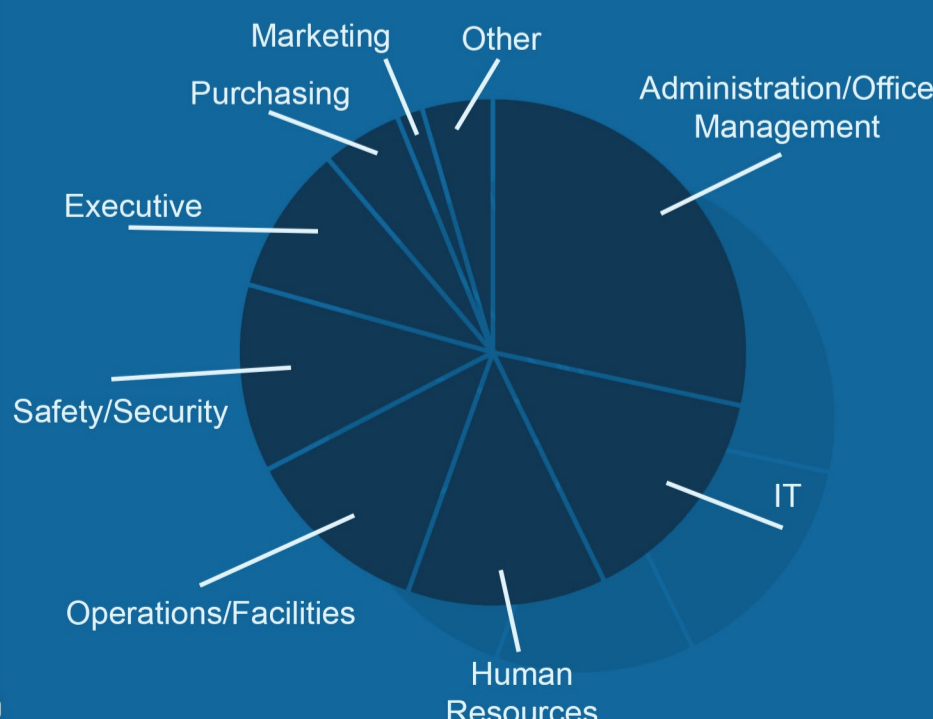 Marketing
Other
Administration/Office
Management
Purchasing
Executive
Safety/Security
IT
Operations/Facilities
Human
Resources